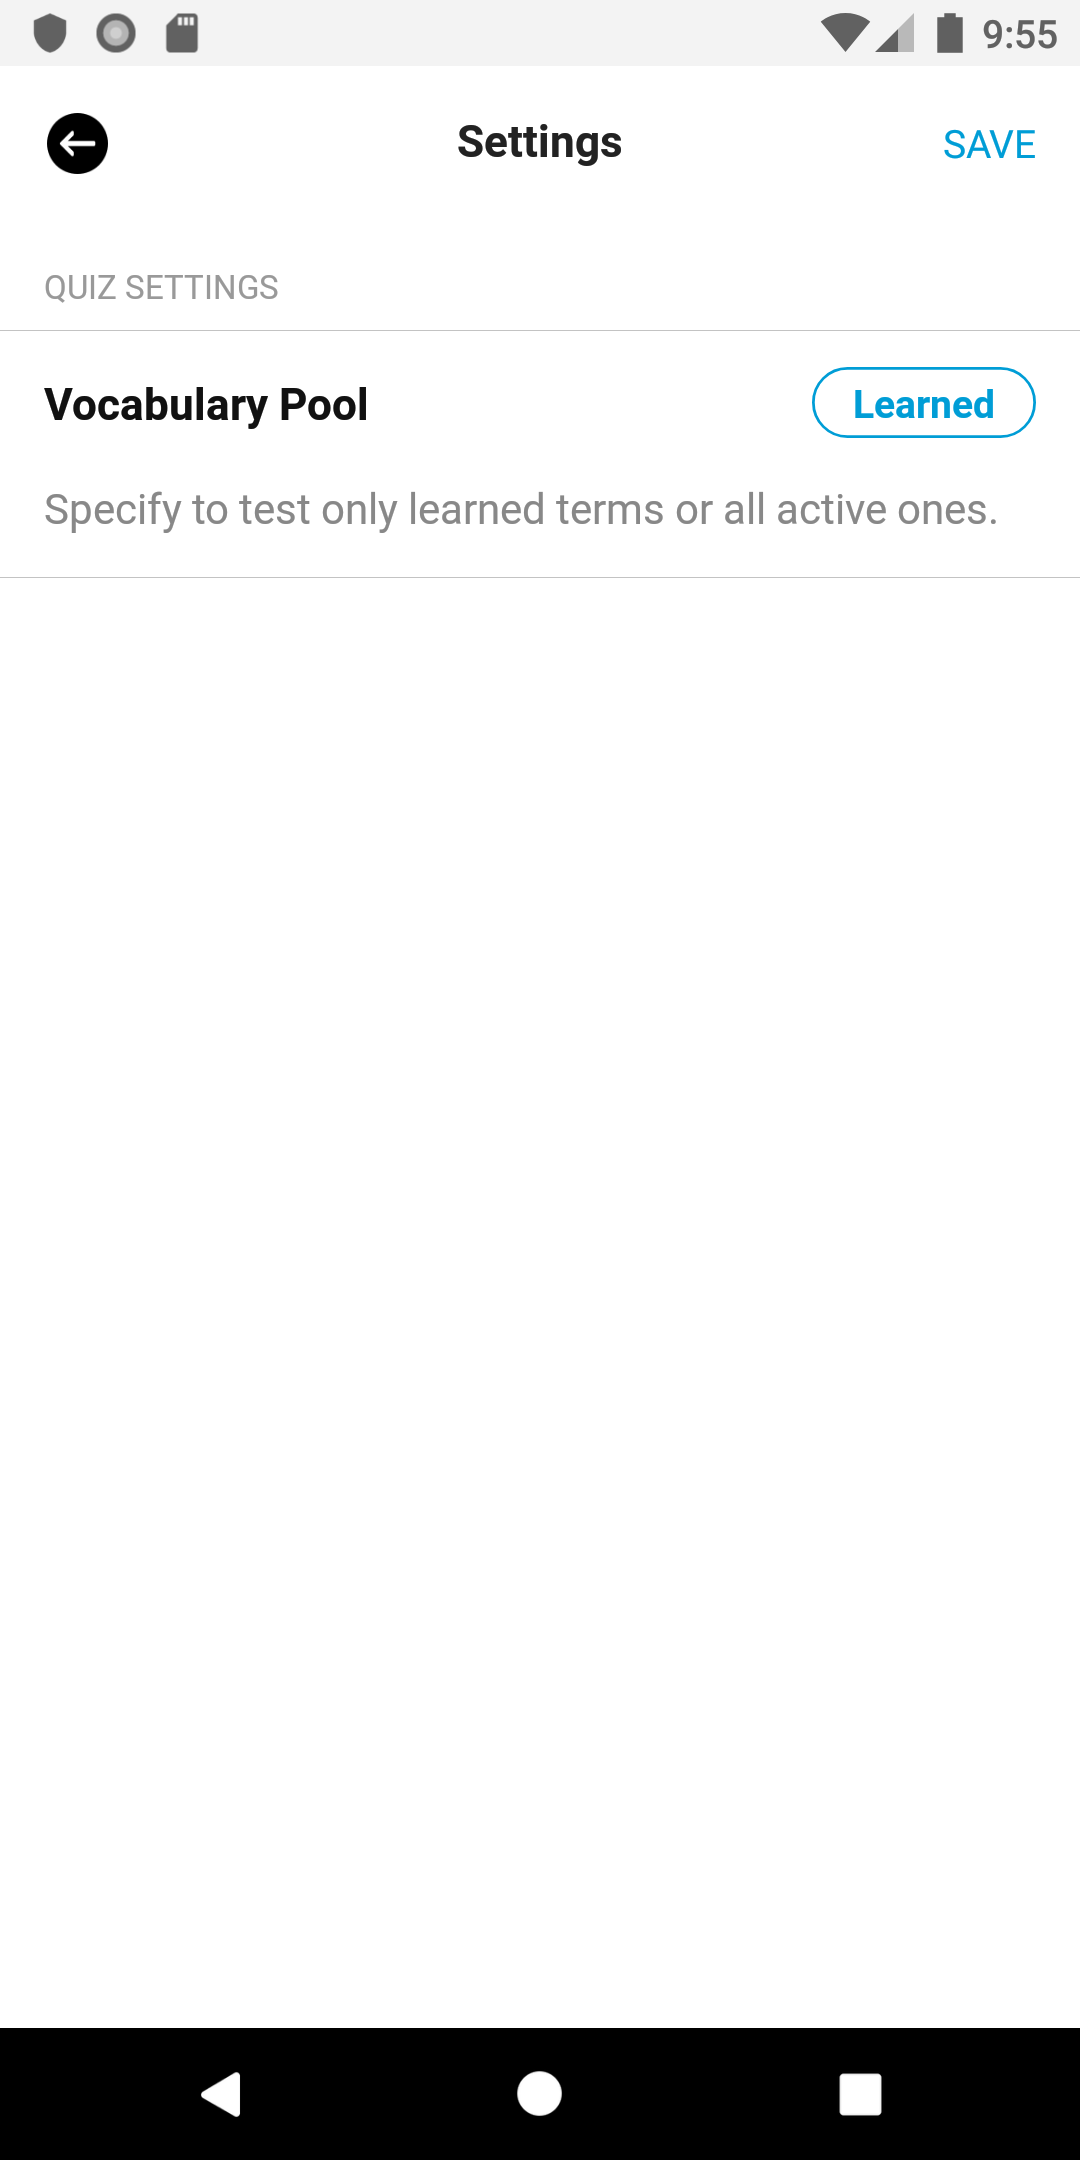 9:55
Settings
SAVE
QUIZ SETTINGS
Vocabulary Pool
Learned
Specify to test only learned terms or all active ones.